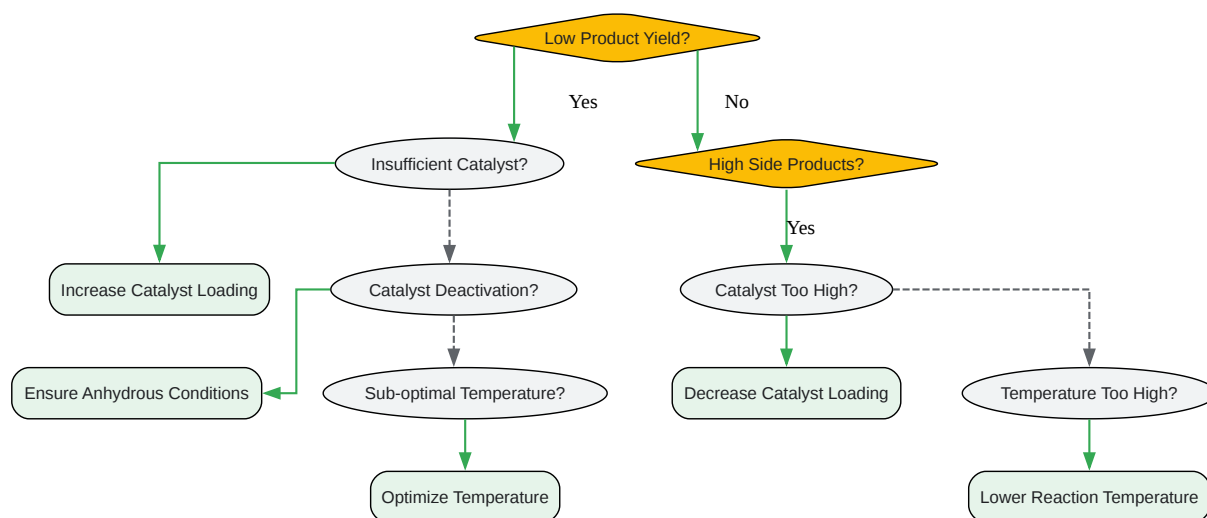 Low Product Yield?
Yes
No
Insufficient Catalyst?
High Side Products?
Yes
Increase Catalyst Loading
Catalyst Deactivation?
Catalyst Too High?
Ensure Anhydrous Conditions
Sub-optimal Temperature?
Decrease Catalyst Loading
Temperature Too High?
Optimize Temperature
Lower Reaction Temperature